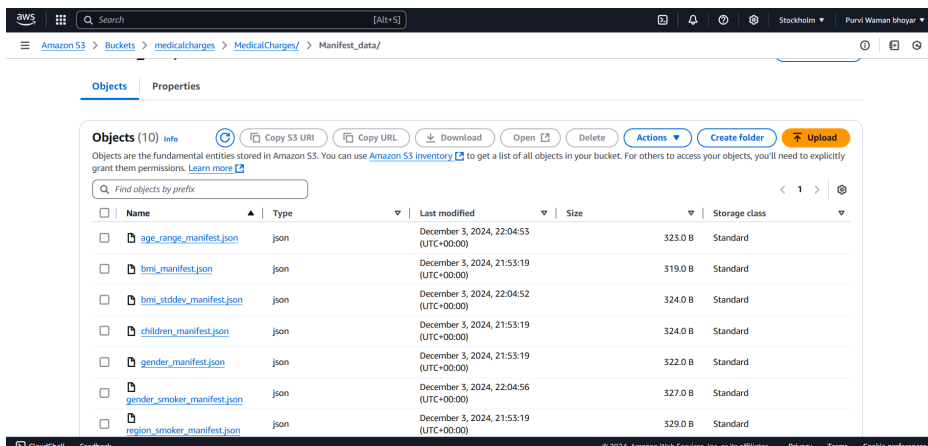 aws Search [Alt+S] Stockholm ▼ Purvi Waman bhoyar ▼
Amazon S3 > Buckets > medicalcharges > MedicalCharges/ > Manifest_data/
Objects Properties
Objects (10) Info Copy S3 URI Copy URL Download Open Delete Actions ▼ Create folder Upload
Objects are the fundamental entities stored in Amazon S3. You can use Amazon S3 inventory to get a list of all objects in your bucket. For others to access your objects, you'll need to explicitly
grant them permissions. Learn more
Find objects by prefix < 1 >
Name Type Last modified Size Storage class
age_range_manifest.json json December 3, 2024, 22:04:53 (UTC+00:00) 323.0 B Standard
bmi_manifest.json json December 3, 2024, 21:53:19 (UTC+00:00) 319.0 B Standard
bmi_stddev_manifest.json json December 3, 2024, 22:04:52 (UTC+00:00) 324.0 B Standard
children_manifest.json json December 3, 2024, 21:53:19 (UTC+00:00) 324.0 B Standard
gender_manifest.json json December 3, 2024, 21:53:19 (UTC+00:00) 322.0 B Standard
gender_smoker_manifest.json json December 3, 2024, 22:04:56 (UTC+00:00) 327.0 B Standard
region_smoker_manifest.json json December 3, 2024, 21:53:19 (UTC+00:00) 329.0 B Standard
CloudShell Feedback © 2024, Amazon Web Services, Inc. or its affiliates. Privacy Terms Cookie preferences